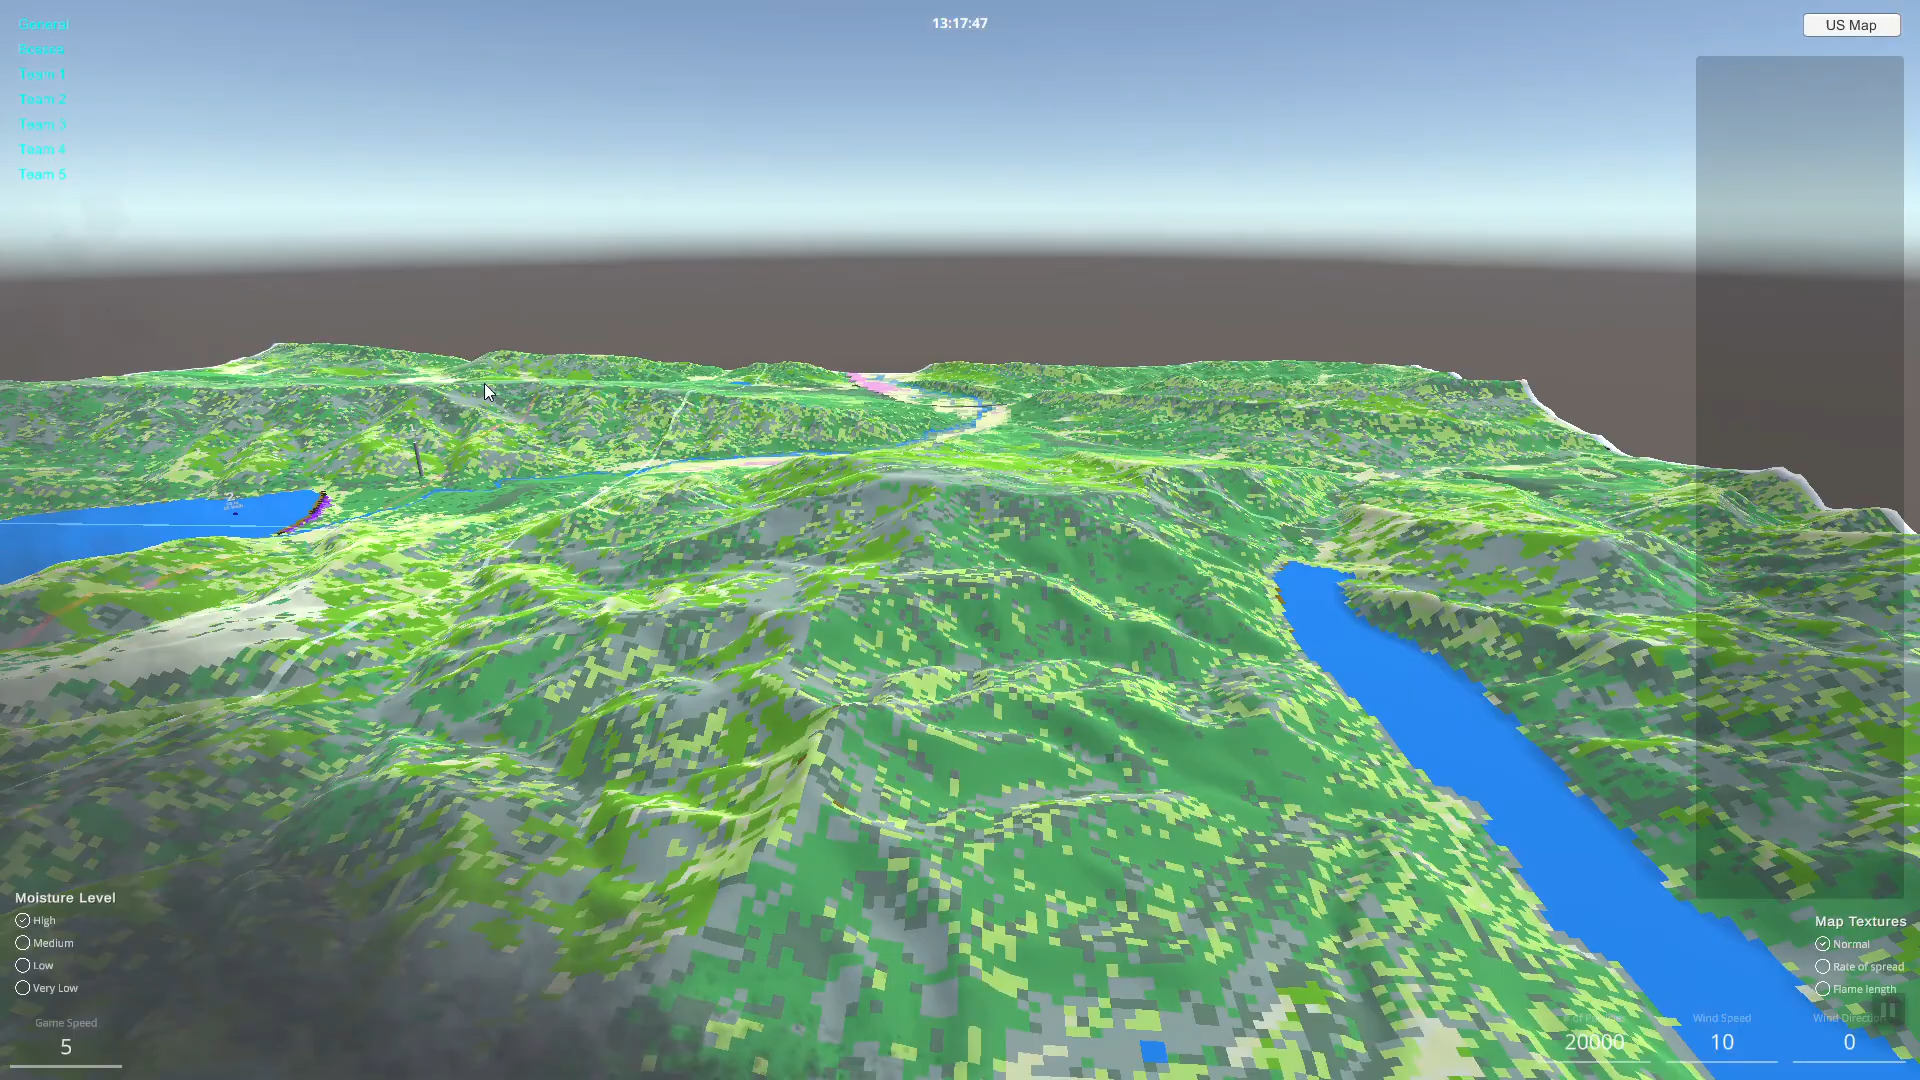 General
13:17:47
US Map
Team 1
Team 2
Team 3
Team 4
Team 5
Moisture Level
High
Medium
Low
Very Low
Game Speed
5
Map Textures
Normal
Rate of spread
Flame length
Wind Speed
Wind Direction
20000
10
0